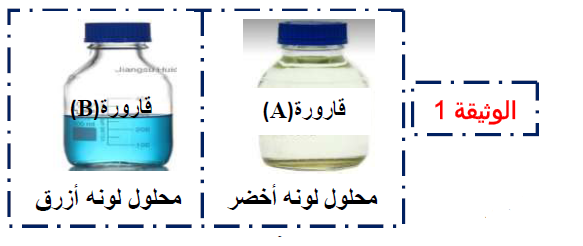 الوثيقة 1
قارورة(A)
محلول لونه أخضر
قارورة(B)
محلول لونه أزرق